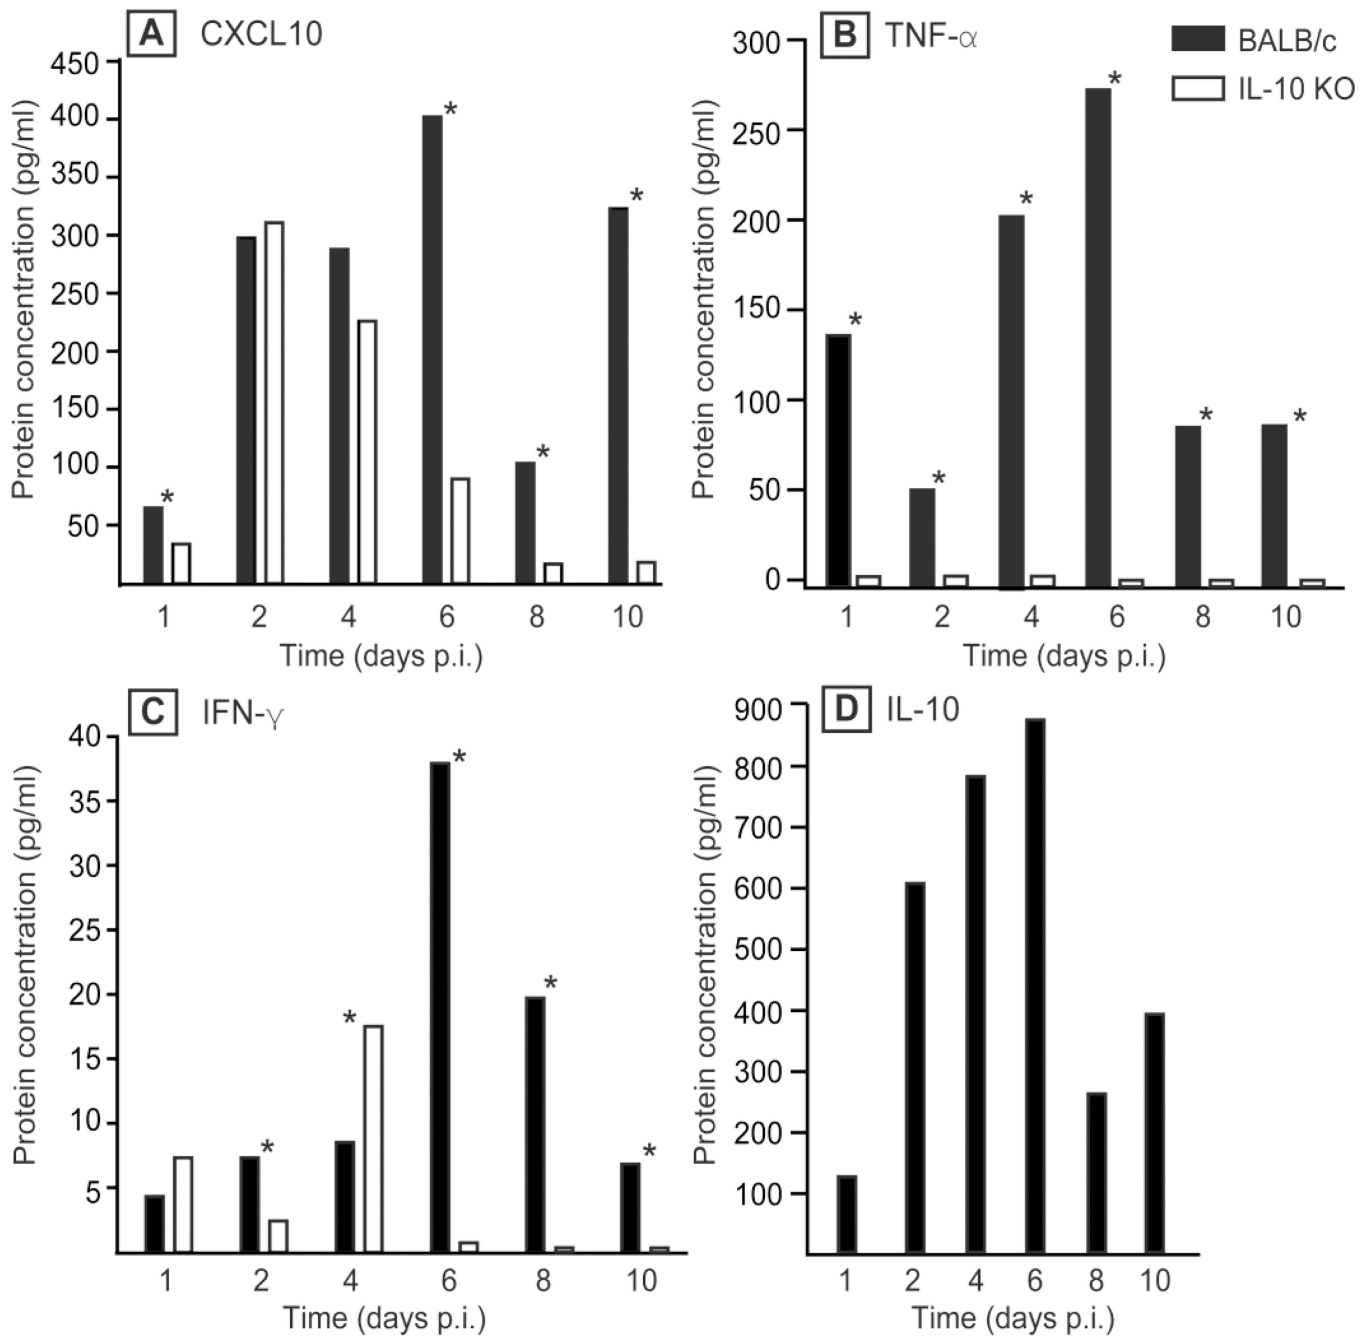 A CXCL10
450
400
350
300
250
200
150
100
50
Protein concentration (pg/ml)
* * * *
1 2 4 6 8 10
Time (days p.i.)
B TNF-α
BALB/c
IL-10 KO
300
250
200
150
100
50
0
Protein concentration (pg/ml)
* * * * * *
1 2 4 6 8 10
Time (days p.i.)
C IFN-γ
40
35
30
25
20
15
10
5
Protein concentration (pg/ml)
* * * * *
1 2 4 6 8 10
Time (days p.i.)
D IL-10
900
800
700
600
500
400
300
200
100
Protein concentration (pg/ml)
1 2 4 6 8 10
Time (days p.i.)